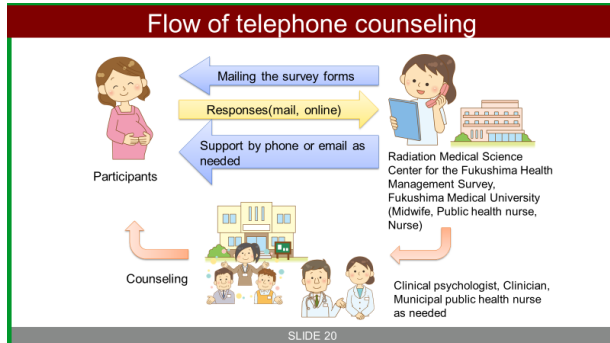 Flow of telephone counseling
Mailing the survey forms
Responses(mail, online)
Support by phone or email as
needed
Participants
Radiation Medical Science
Center for the Fukushima Health
Management Survey,
Fukushima Medical University
(Midwife, Public health nurse,
Nurse)
Counseling
Clinical psychologist, Clinician,
Municipal public health nurse
as needed
SLIDE 20